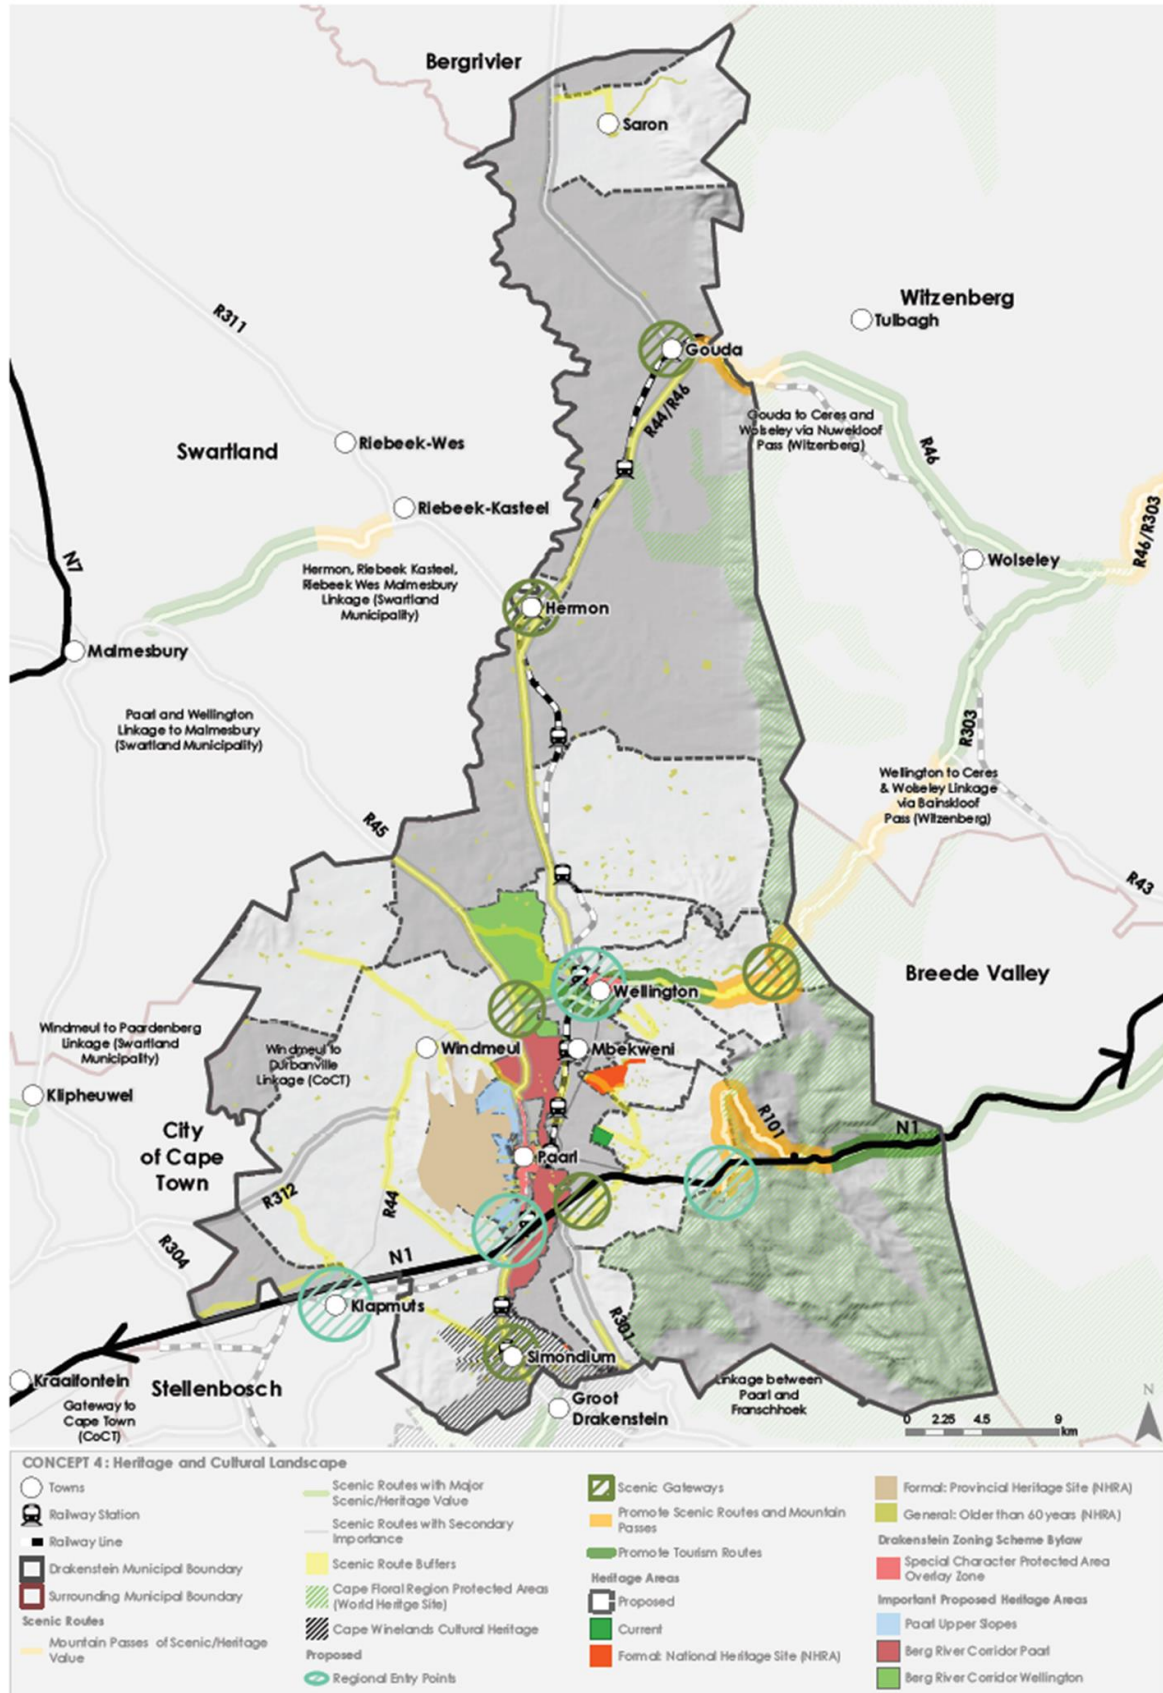 Bergrivier
Saron
Witzenberg
Tulbagh
R311
Gouda
R44/R46
Gouda to Ceres and
Wolseley via Nuwekloof
Pass (Witzenberg)
R46
Swartland
Riebeek-Wes
Riebeek-Kasteel
R46/R303
N7
Hermon, Riebeek Kasteel,
Riebeek Wes Malmesbury
Linkage (Swartland
Municipality)
Wolseley
Hermon
Malmesbury
Paarl and Wellington
Linkage to Malmesbury
(Swartland Municipality)
R303
Wellington to Ceres
& Wolseley Linkage
via Bainskloof
Pass (Witzenberg)
R45
R43
Breede Valley
Wellington
Windmeul to Paardenberg
Linkage (Swartland
Municipality)
Windmeul to
Durbanville
Linkage (CoCT)
Windmeul
Mbekweni
Klipheuwel
City
of Cape
Town
R101
N1
Paarl
R312
R44
R304
N1
Klapmuts
R301
Simondium
Kraaifontein
Stellenbosch
Gateway to
Cape Town
(CoCT)
Groot
Drakenstein
Linkage between
Paarl and
Franschhoek
N
0 2.25 4.5 9
km
CONCEPT 4: Heritage and Cultural Landscape
Towns
Railway Station
Railway Line
Drakenstein Municipal Boundary
Surrounding Municipal Boundary
Scenic Routes
Mountain Passes of Scenic/Heritage
Value
Scenic Routes with Major
Scenic/Heritage Value
Scenic Routes with Secondary
Importance
Scenic Route Buffers
Cape Floral Region Protected Areas
(World Heritge Site)
Cape Winelands Cultural Heritage
Proposed
Regional Entry Points
Scenic Gateways
Promote Scenic Routes and Mountain
Passes
Promote Tourism Routes
Heritage Areas
Proposed
Current
Formal: National Heritage Site (NHRA)
Formal: Provincial Heritage Site (NHRA)
General: Older than 60 years (NHRA)
Drakenstein Zoning Scheme Bylaw
Special Character Protected Area
Overlay Zone
Important Proposed Heritage Areas
Paarl Upper Slopes
Berg River Corridor Paarl
Berg River Corridor Wellington